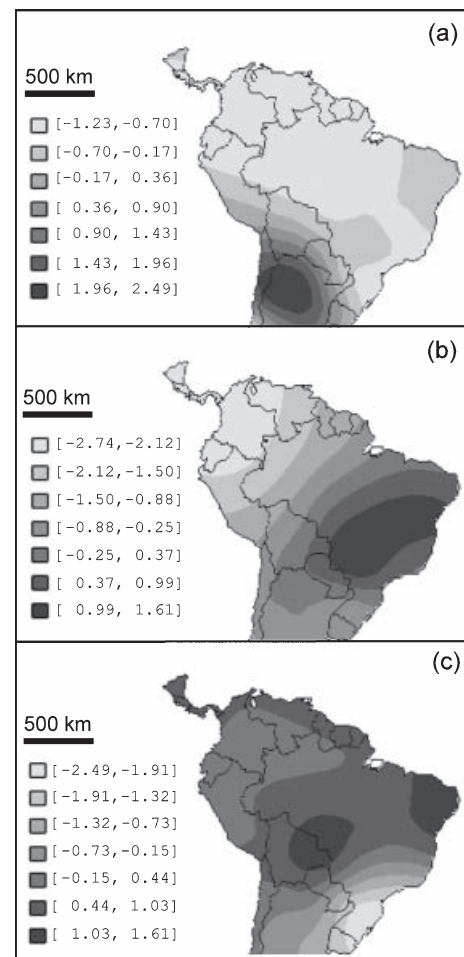 (a)
500 km
[-1.23,-0.70]
[-0.70,-0.17]
[-0.17, 0.36]
[ 0.36, 0.90]
[ 0.90, 1.43]
[ 1.43, 1.96]
[ 1.96, 2.49]
(b)
500 km
[-2.74,-2.12]
[-2.12,-1.50]
[-1.50,-0.88]
[-0.88,-0.25]
[-0.25, 0.37]
[ 0.37, 0.99]
[ 0.99, 1.61]
(c)
500 km
[-2.49,-1.91]
[-1.91,-1.32]
[-1.32,-0.73]
[-0.73,-0.15]
[-0.15, 0.44]
[ 0.44, 1.03]
[ 1.03, 1.61]